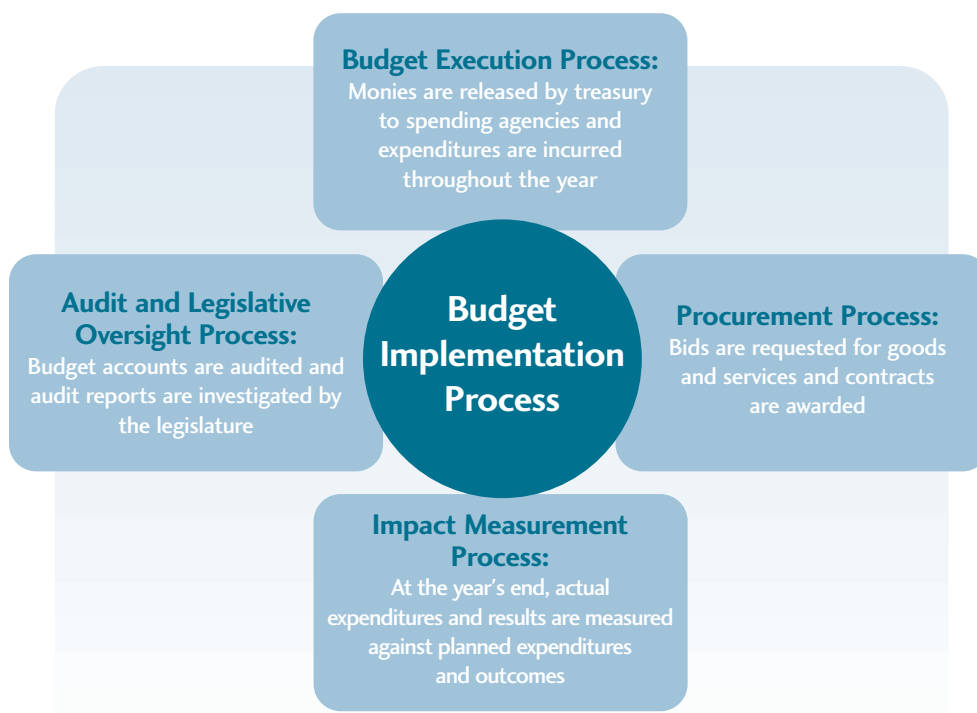 Budget Execution Process:
Monies are released by treasury
to spending agencies and
expenditures are incurred
throughout the year
Audit and Legislative
Oversight Process:
Budget accounts are audited and
audit reports are investigated by
the legislature
Budget
Implementation
Process
Procurement Process:
Bids are requested for goods
and services and contracts
are awarded
Impact Measurement
Process:
At the year's end, actual
expenditures and results are measured
against planned expenditures
and outcomes